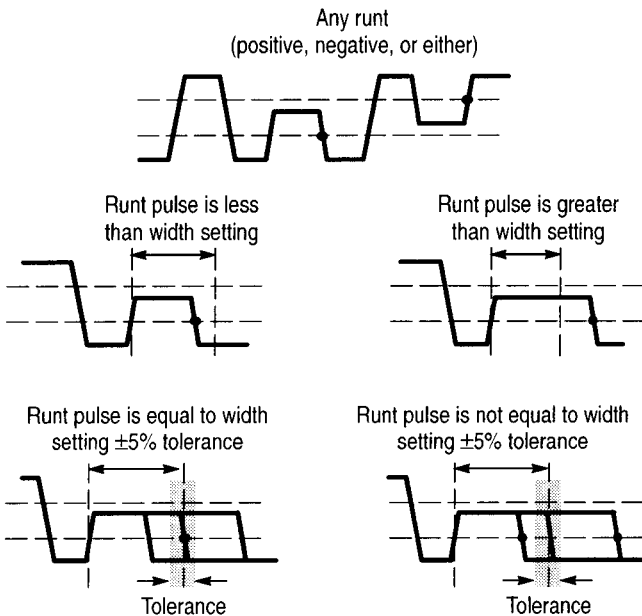 Any runt
(positive, negative, or either)
Runt pulse is less
than width setting
Runt pulse is greater
than width setting
Runt pulse is equal to width
setting ±5% tolerance
Runt pulse is not equal to width
setting ±5% tolerance
Tolerance
Tolerance